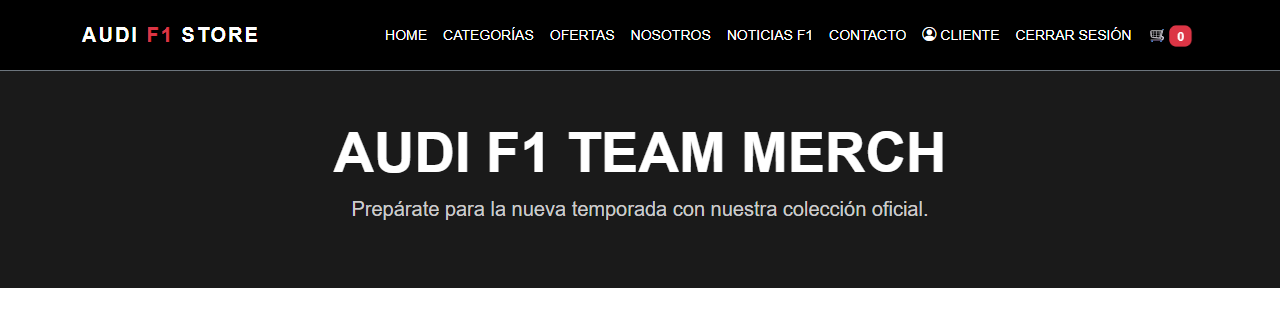 AUDI F1 STORE HOME CATEGORÍAS OFERTAS NOSOTROS NOTICIAS F1 CONTACTO CLIENTE CERRAR SESIÓN 0
AUDI F1 TEAM MERCH
Prepárate para la nueva temporada con nuestra colección oficial.